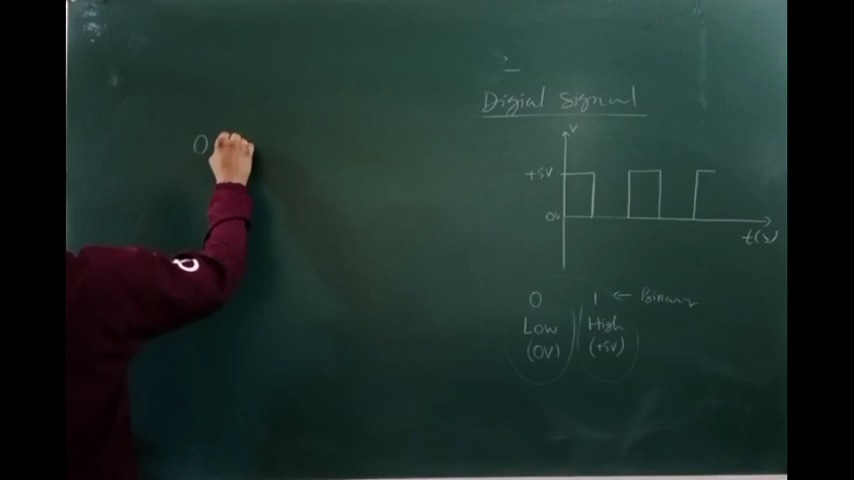 0
Digial Signal
V
+5V
0V
t(s)
0 1 ← Binary
Low High
(0V) (+5V)